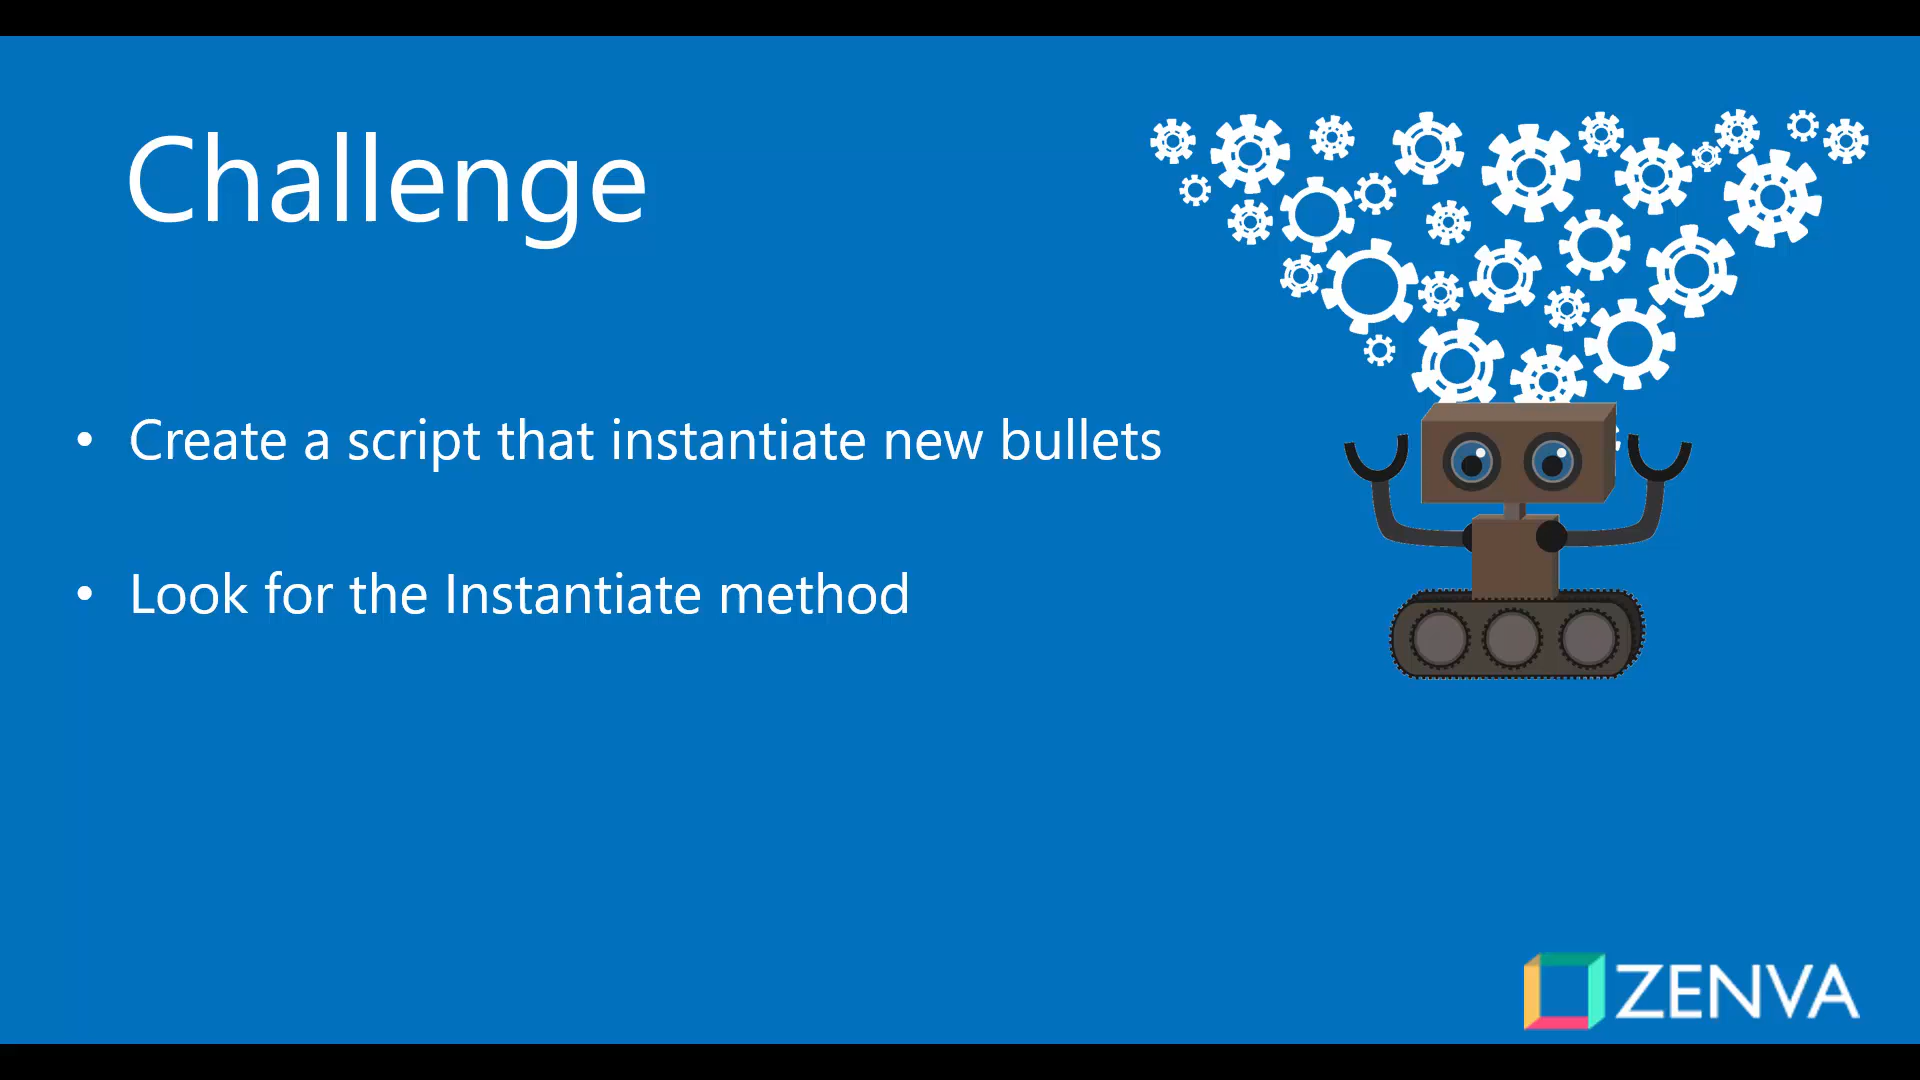 Challenge
• Create a script that instantiate new bullets
• Look for the Instantiate method
ZENVA